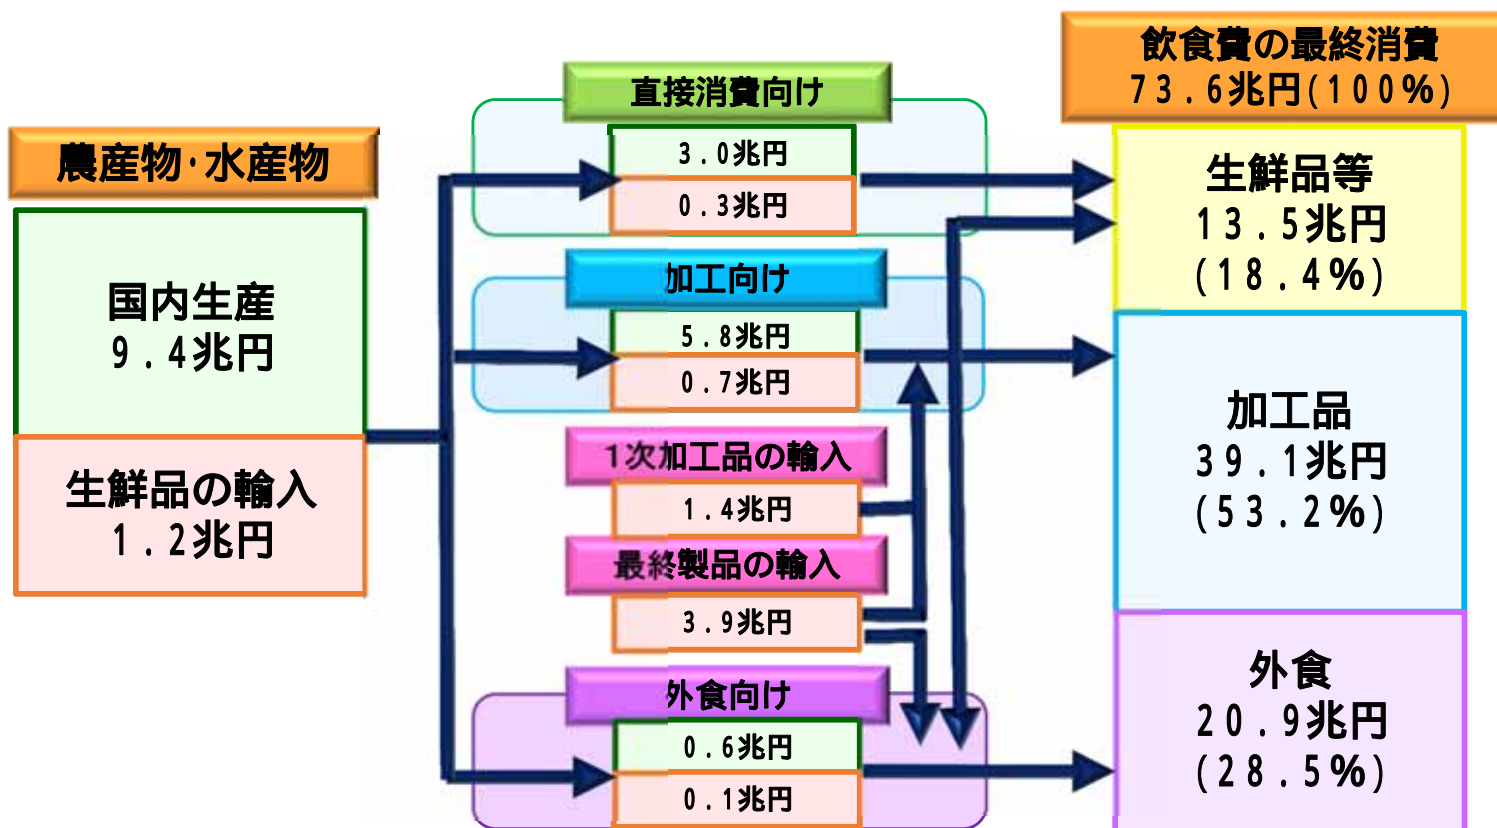 農産物・水産物
国内生産
9.4兆円
生鮮品の輸入
1.2兆円
直接消費向け
3.0兆円
0.3兆円
加工向け
5.8兆円
0.7兆円
1次加工品の輸入
1.4兆円
最終製品の輸入
3.9兆円
外食向け
0.6兆円
0.1兆円
飲食費の最終消費
73.6兆円(100%)
生鮮品等
13.5兆円
(18.4%)
加工品
39.1兆円
(53.2%)
外食
20.9兆円
(28.5%)